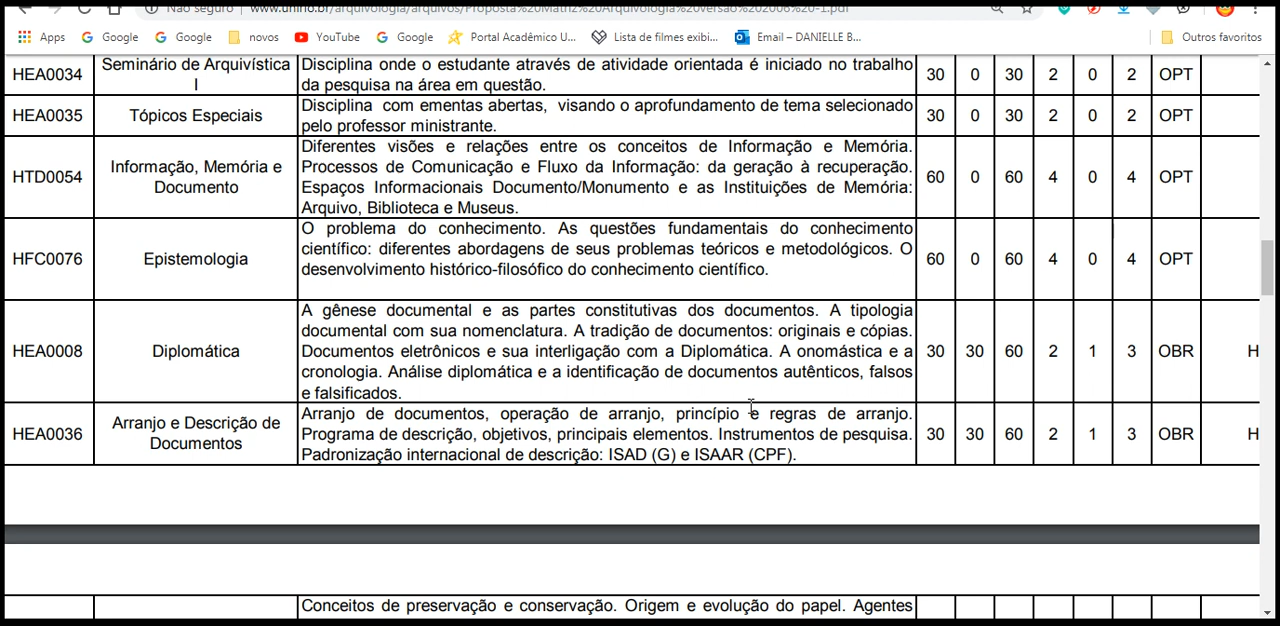 Não seguro | www.unirio.br/arquivologia/arquivos/Proposta%20Matriz%20Arquivologia%20versao%202006%20-1.pdf
Apps Google Google novos YouTube Google Portal Acadêmico U... Lista de filmes exibi... Email – DANIELLE B... Outros favoritos
HEA0034
Seminário de Arquivística
I
Disciplina onde o estudante através de atividade orientada é iniciado no trabalho
da pesquisa na área em questão.
30 0 30 2 0 2 OPT
HEA0035
Tópicos Especiais
Disciplina com ementas abertas, visando o aprofundamento de tema selecionado
pelo professor ministrante.
30 0 30 2 0 2 OPT
HTD0054
Informação, Memória e
Documento
Diferentes visões e relações entre os conceitos de Informação e Memória.
Processos de Comunicação e Fluxo da Informação: da geração à recuperação.
Espaços Informacionais Documento/Monumento e as Instituições de Memória:
Arquivo, Biblioteca e Museus.
60 0 60 4 0 4 OPT
HFC0076
Epistemologia
O problema do conhecimento. As questões fundamentais do conhecimento
científico: diferentes abordagens de seus problemas teóricos e metodológicos. O
desenvolvimento histórico-filosófico do conhecimento científico.
60 0 60 4 0 4 OPT
HEA0008
Diplomática
A gênese documental e as partes constitutivas dos documentos. A tipologia
documental com sua nomenclatura. A tradição de documentos: originais e cópias.
Documentos eletrônicos e sua interligação com a Diplomática. A onomástica e a
cronologia. Análise diplomática e a identificação de documentos autênticos, falsos
e falsificados.
30 30 60 2 1 3 OBR H
HEA0036
Arranjo e Descrição de
Documentos
Arranjo de documentos, operação de arranjo, princípio e regras de arranjo.
Programa de descrição, objetivos, principais elementos. Instrumentos de pesquisa.
Padronização internacional de descrição: ISAD (G) e ISAAR (CPF).
30 30 60 2 1 3 OBR H
Conceitos de preservação e conservação. Origem e evolução do papel. Agentes